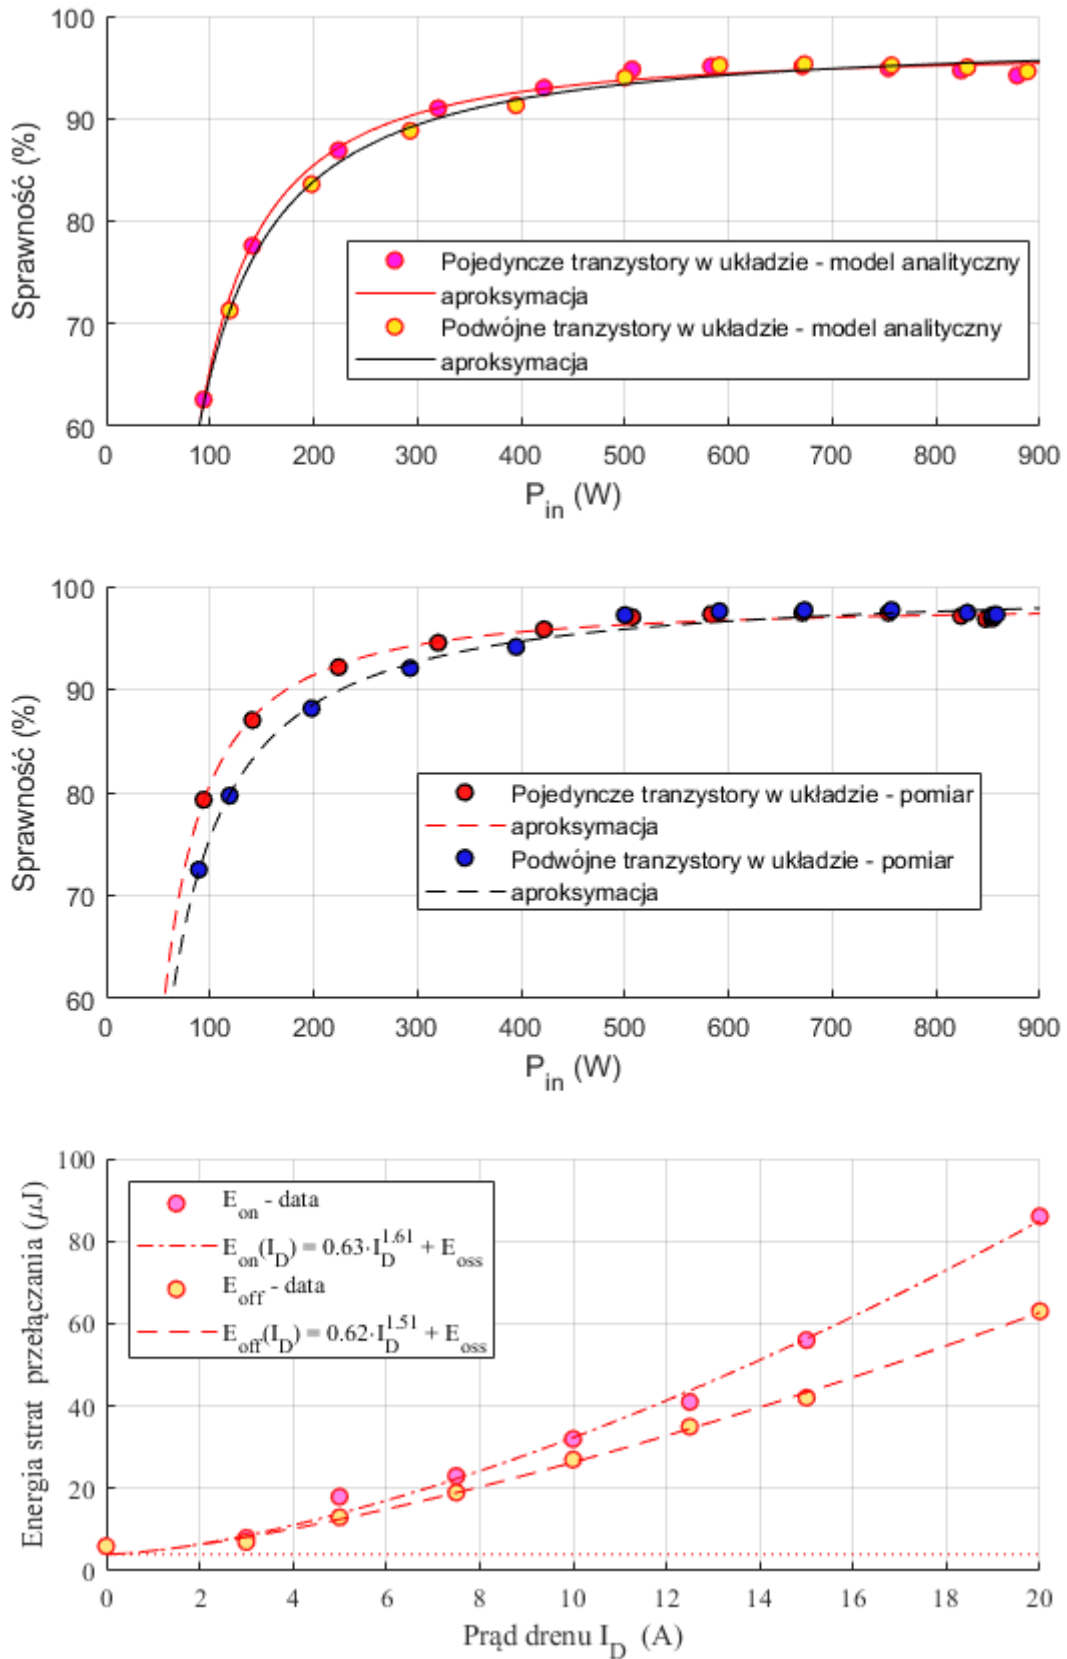 100
90
80
70
60
Sprawność (%)
Pojedyncze tranzystory w układzie - model analityczny
aproksymacja
Podwójne tranzystory w układzie - model analityczny
aproksymacja
0 100 200 300 400 500 600 700 800 900
P_in (W)
100
90
80
70
60
Sprawność (%)
Pojedyncze tranzystory w układzie - pomiar
aproksymacja
Podwójne tranzystory w układzie - pomiar
aproksymacja
0 100 200 300 400 500 600 700 800 900
P_in (W)
100
80
60
40
20
0
Energia strat przełączania (μJ)
E_on - data
E_on(I_D) = 0.63·I_D^1.61 + E_oss
E_off - data
E_off(I_D) = 0.62·I_D^1.51 + E_oss
0 2 4 6 8 10 12 14 16 18 20
Prąd drenu I_D (A)